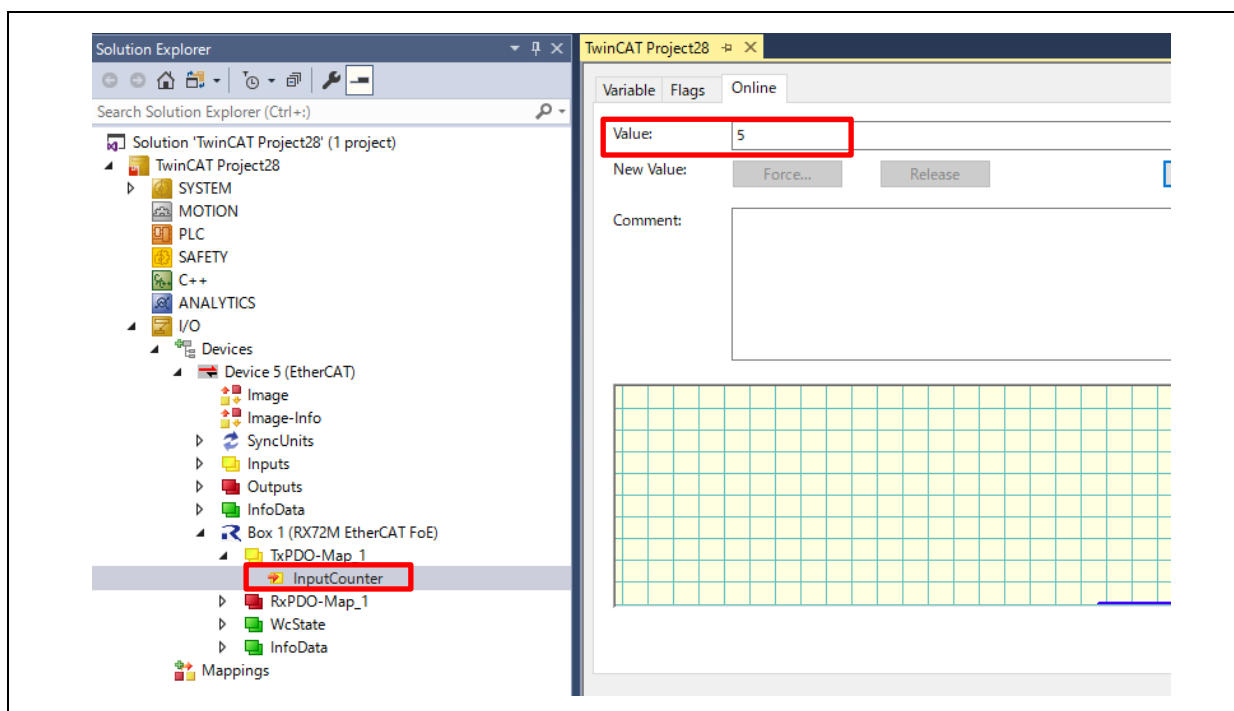 Solution Explorer
Search Solution Explorer (Ctrl+:)
Solution 'TwinCAT Project28' (1 project)
TwinCAT Project28
SYSTEM
MOTION
PLC
SAFETY
C++
ANALYTICS
I/O
Devices
Device 5 (EtherCAT)
Image
Image-Info
SyncUnits
Inputs
Outputs
InfoData
Box 1 (RX72M EtherCAT FoE)
TxPDO-Map_1
InputCounter
RxPDO-Map_1
WcState
InfoData
Mappings
TwinCAT Project28
Variable Flags Online
Value: 5
New Value: Force... Release
Comment: